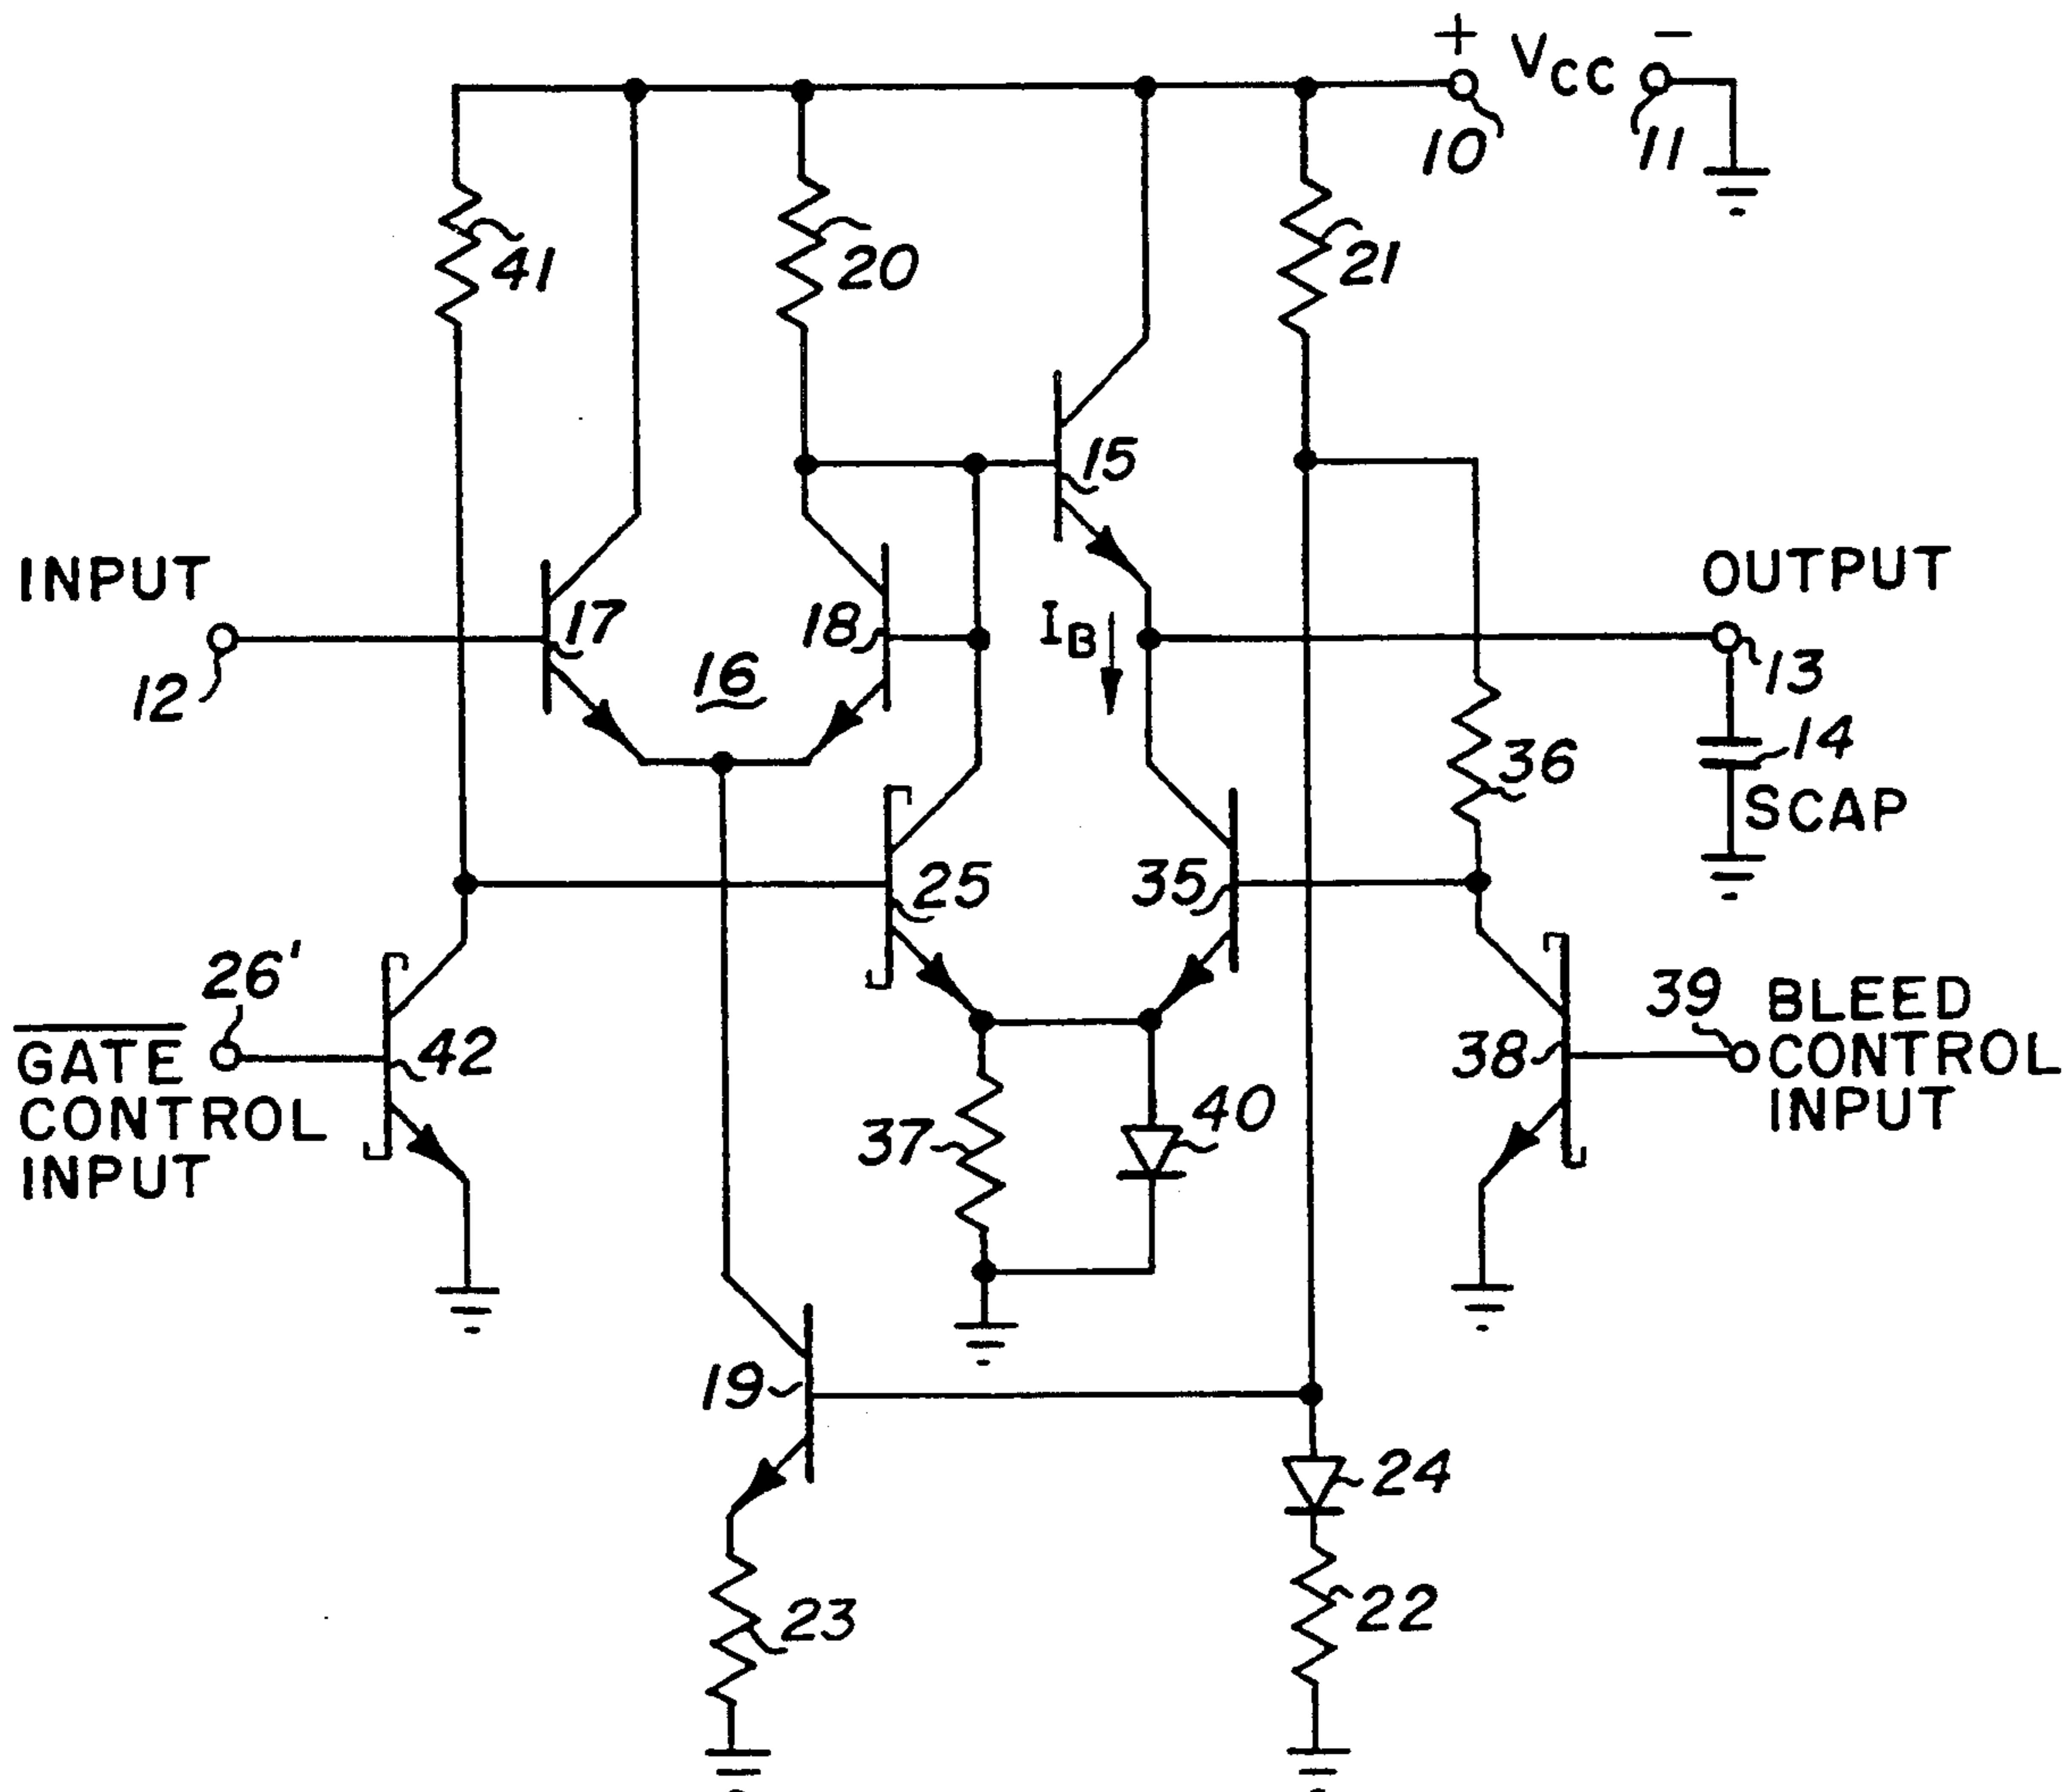 + VCC −
10
11
41
20
21
15
INPUT
OUTPUT
17
18
IB
12
16
13
14
36
SCAP
25
35
26'
39
BLEED
CONTROL
INPUT
GATE
CONTROL
INPUT
42
38
37
40
19
24
23
22